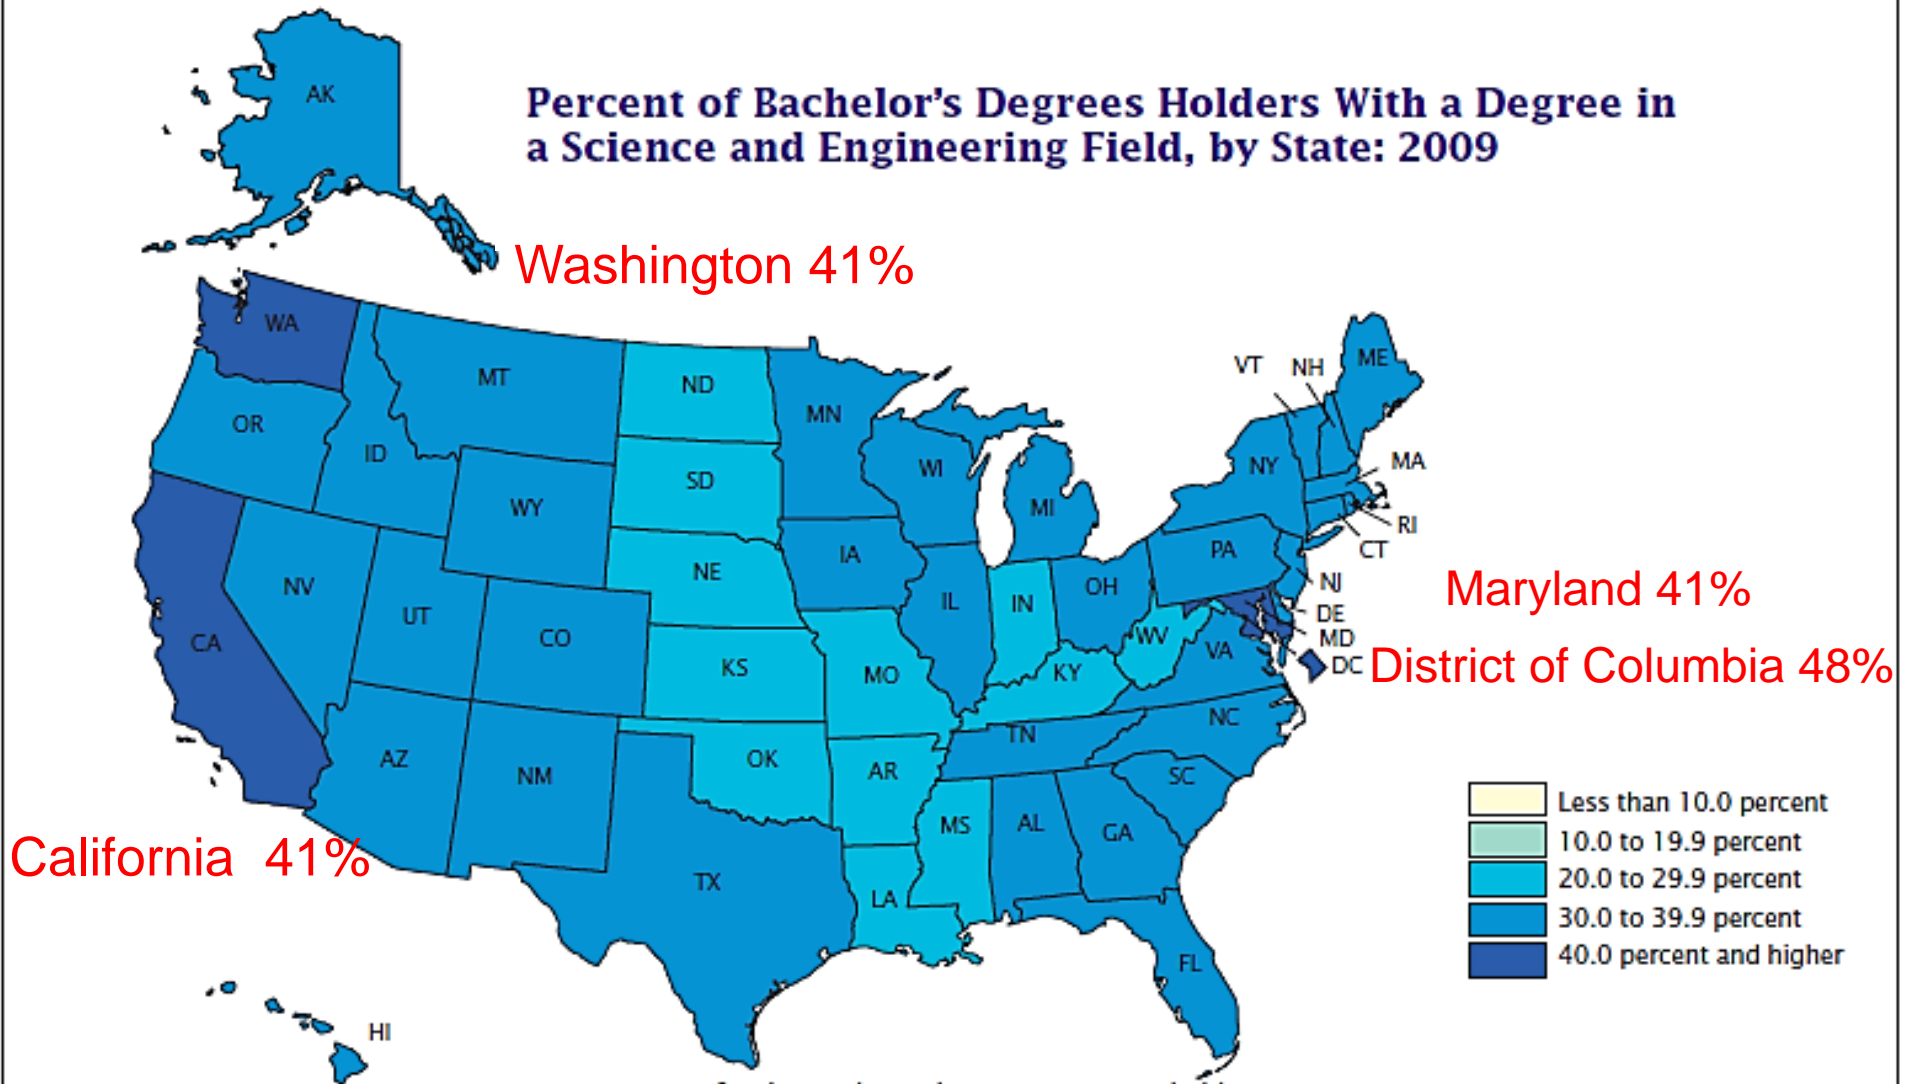 AK
Percent of Bachelor’s Degrees Holders With a Degree in
a Science and Engineering Field, by State: 2009
Washington 41%
WA
MT
ND
MN
VT
NH
ME
OR
ID
SD
WI
NY
MA
WY
MI
RI
CT
IA
PA
NV
NE
OH
NJ
Maryland 41%
UT
CO
IL
IN
DE
MD
CA
KS
MO
KY
WV
VA
DC
District of Columbia 48%
NC
TN
AZ
NM
OK
AR
SC
MS
AL
GA
Less than 10.0 percent
10.0 to 19.9 percent
20.0 to 29.9 percent
30.0 to 39.9 percent
40.0 percent and higher
California 41%
TX
LA
FL
HI